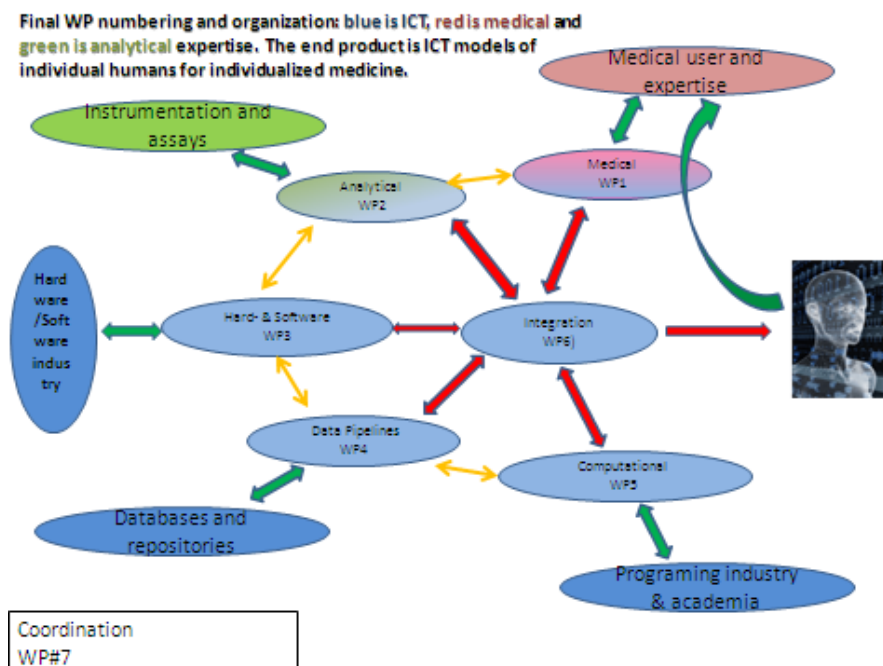 Final WP numbering and organization: blue is ICT, red is medical and
green is analytical expertise. The end product is ICT models of
individual humans for individualized medicine.
Medical user and
expertise
Instrumentation and
assays
Medical
WP1
Analytical
WP2
Hard
ware
/Soft
ware
indus
try
Hard- & Software
WP3
Integration
WP6)
Data Pipelines
WP4
Computational
WP5
Databases and
repositories
Programing industry
& academia
Coordination
WP#7